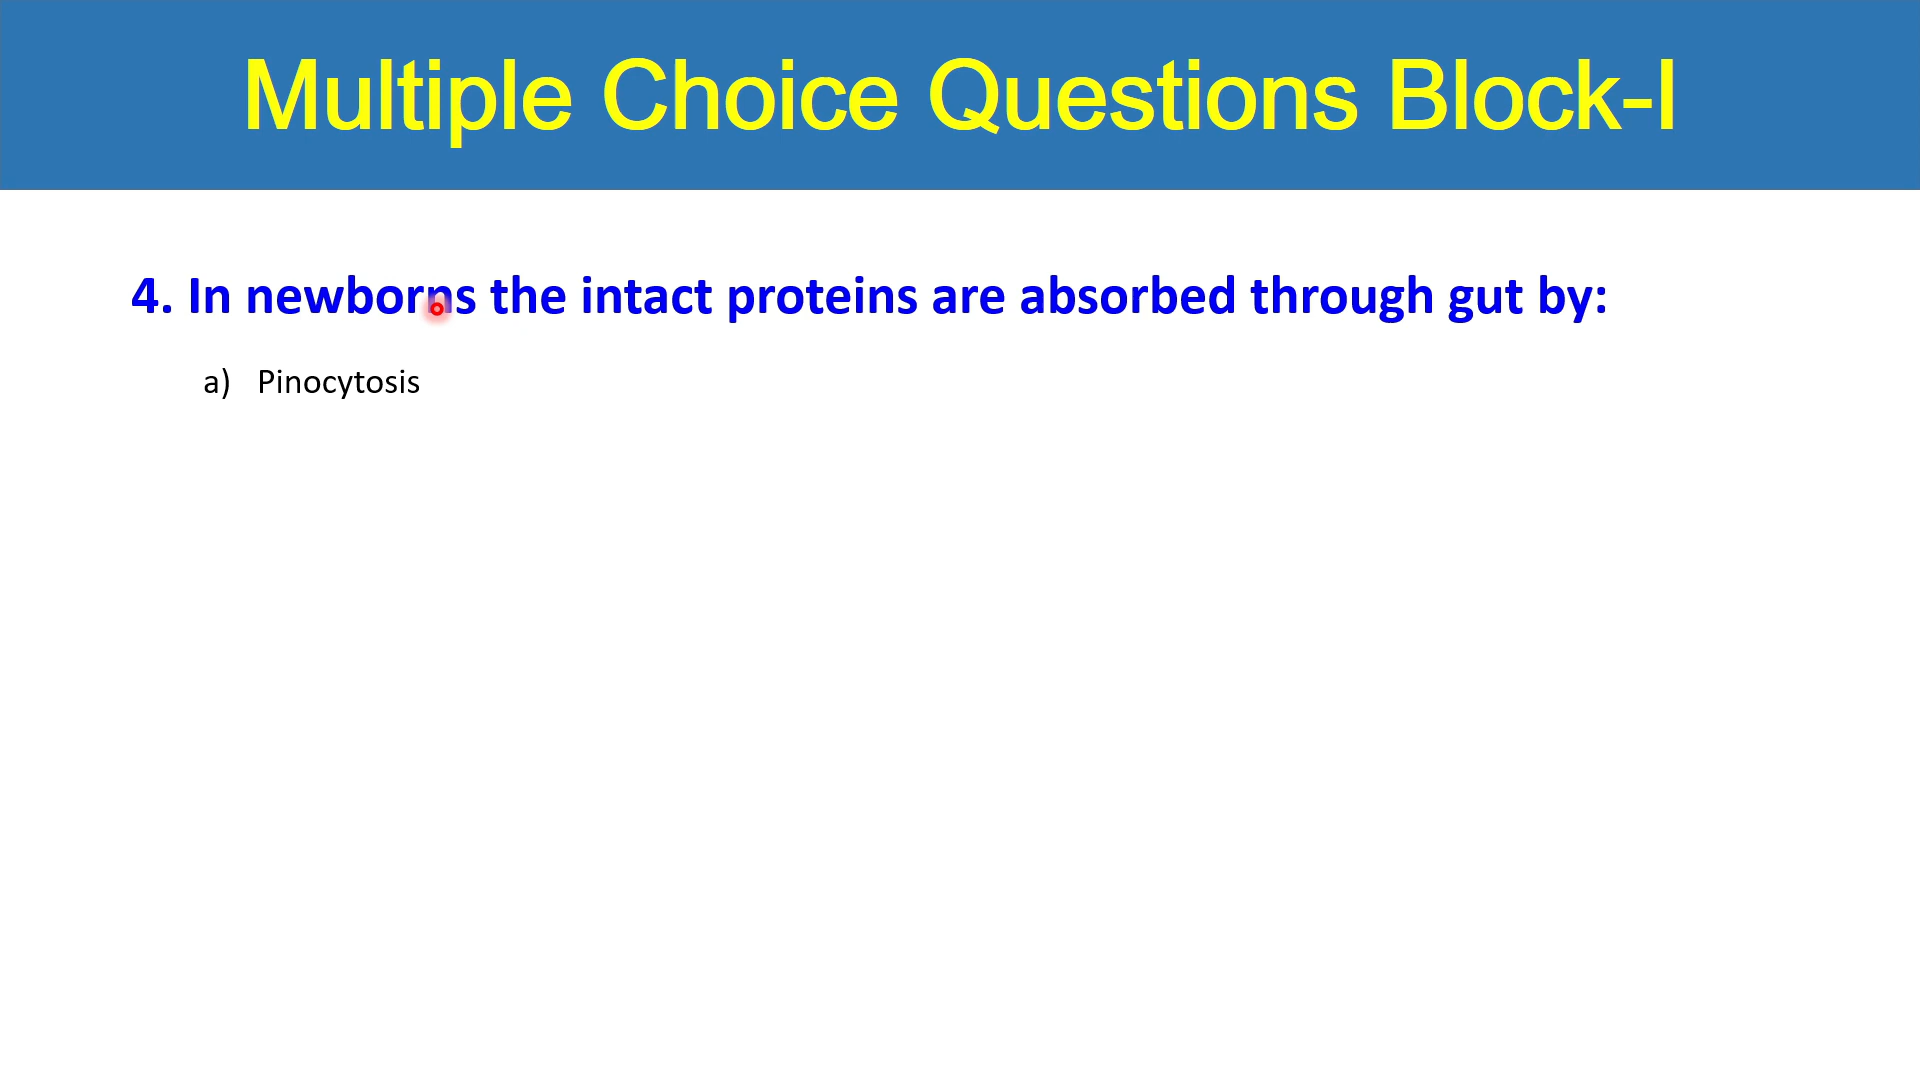 Multiple Choice Questions Block-I
4. In newborns the intact proteins are absorbed through gut by:
a) Pinocytosis